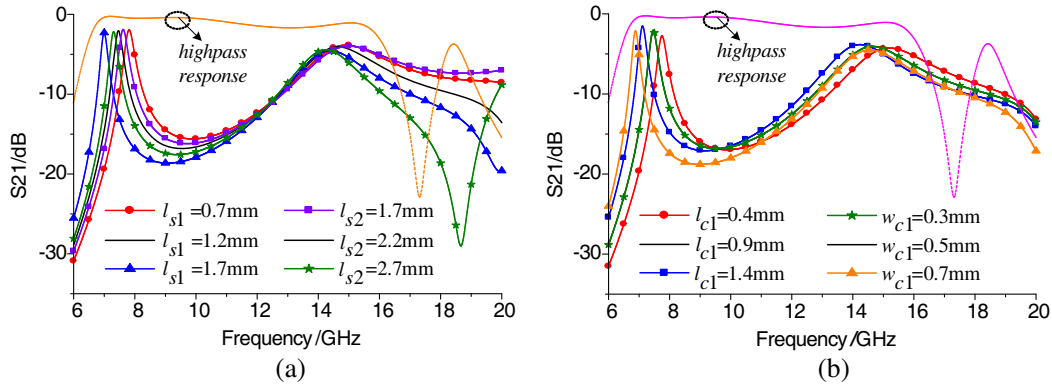 0
-10
-20
-30
S21/dB
highpass
response
l_s1 =0.7mm
l_s1 =1.2mm
l_s1 =1.7mm
l_s2=1.7mm
l_s2=2.2mm
l_s2=2.7mm
6 8 10 12 14 16 18 20
Frequency /GHz
(a)
0
-10
-20
-30
S21/dB
highpass
response
l_c1=0.4mm
l_c1=0.9mm
l_c1=1.4mm
w_c1=0.3mm
w_c1=0.5mm
w_c1=0.7mm
6 8 10 12 14 16 18 20
Frequency/GHz
(b)